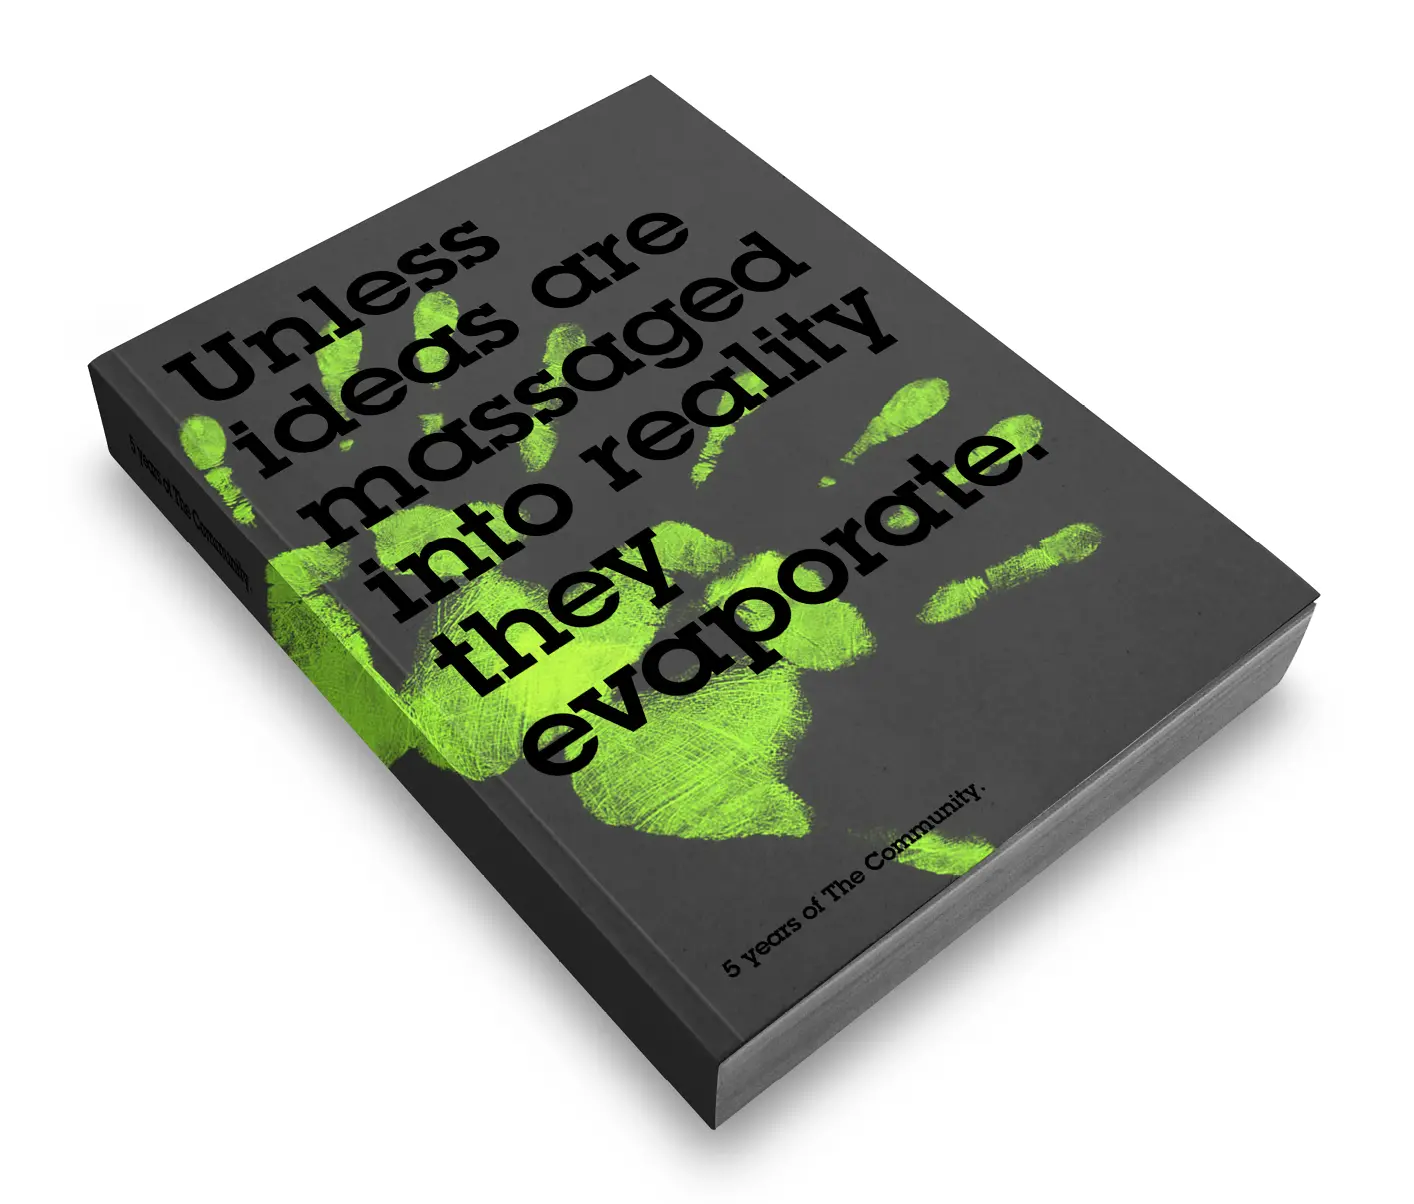 Unless
ideas are
massaged
into reality
they
evaporate.
5 years of The Community.
5 years of The Community.